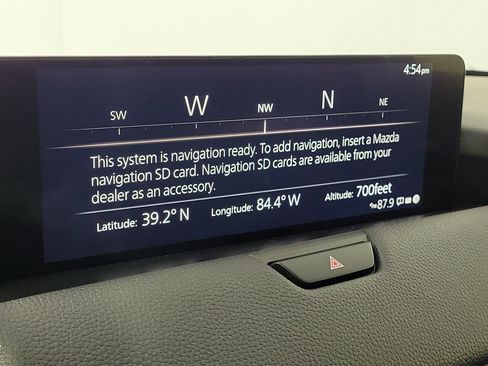 4:54pm
SW W NW N NE
This system is navigation ready. To add navigation, insert a Mazda
navigation SD card. Navigation SD cards are available from your
dealer as an accessory.
Latitude: 39.2° N Longitude: 84.4° W Altitude: 700feet
87.9